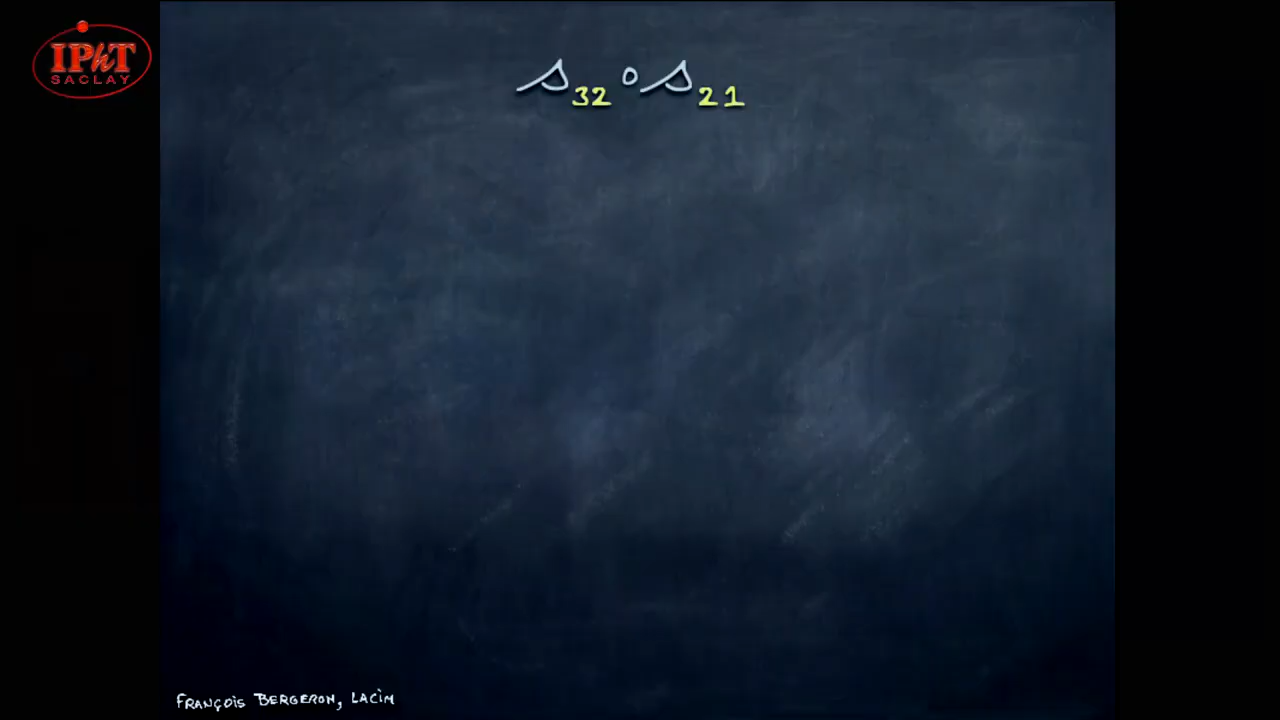 IPhT
SACLAY
s₃₂ ∘ s₂₁
FRANÇOIS BERGERON, LACIM